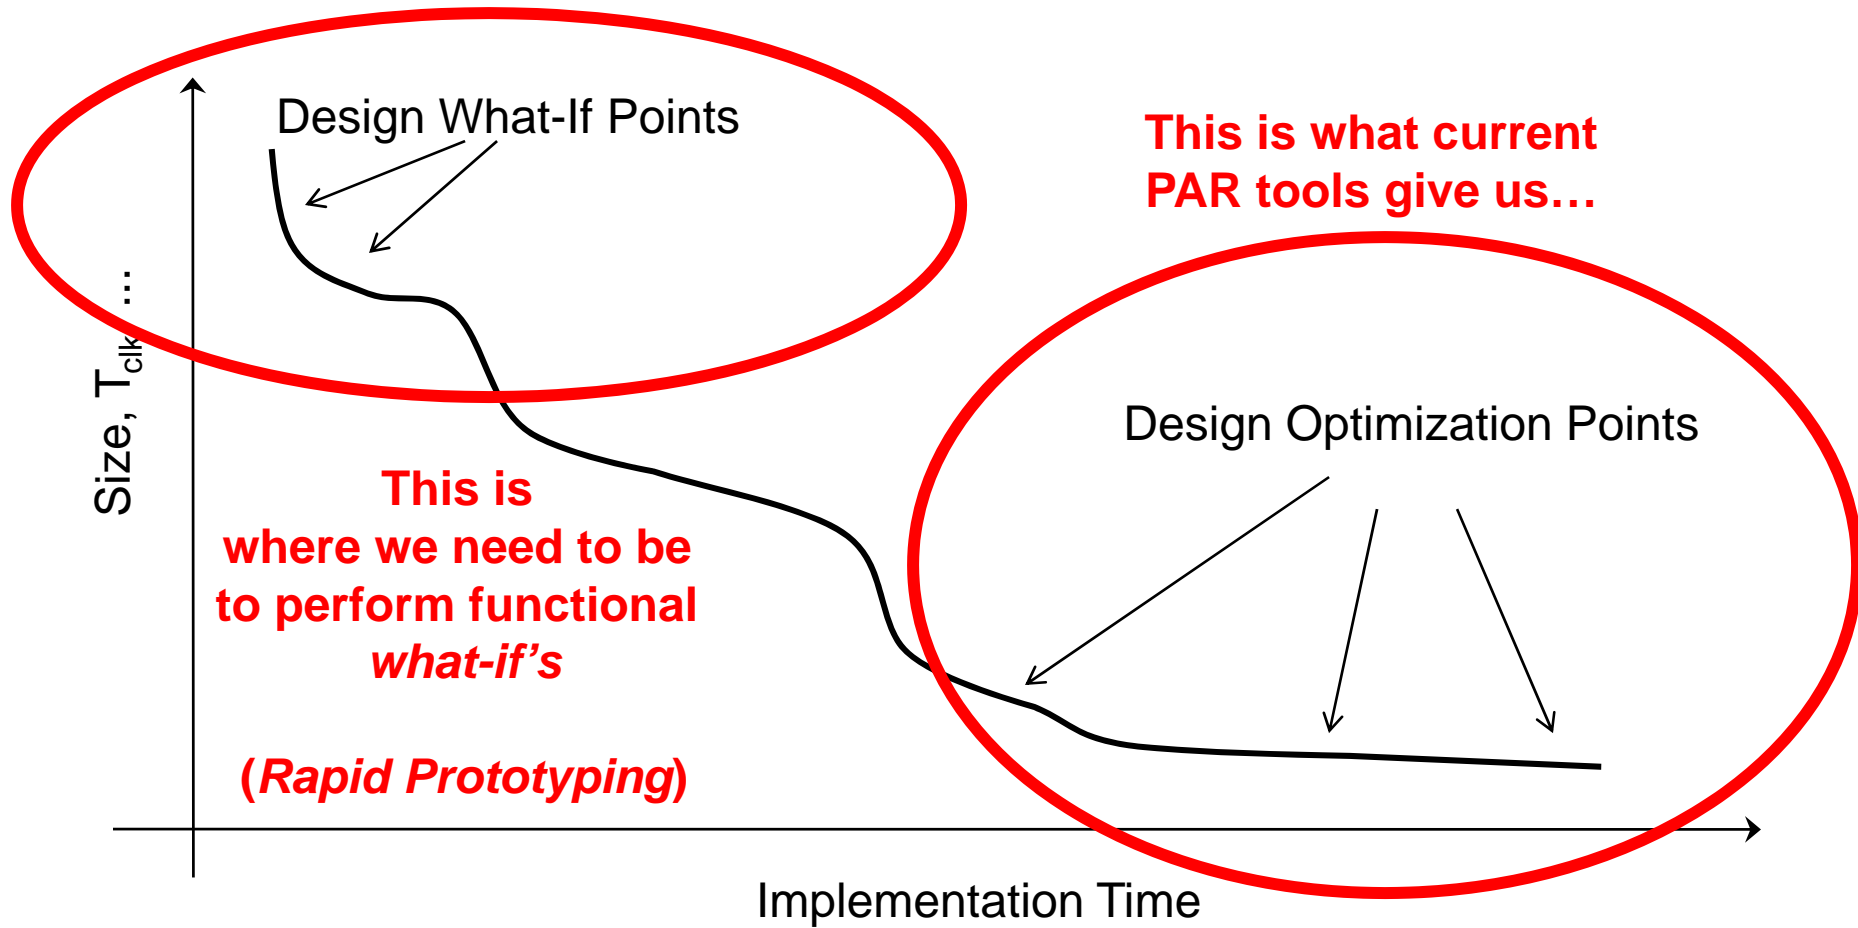 Design What-If Points
This is what current
PAR tools give us…
Size, Tclk, …
Design Optimization Points
This is
where we need to be
to perform functional
what-if’s
(Rapid Prototyping)
Implementation Time